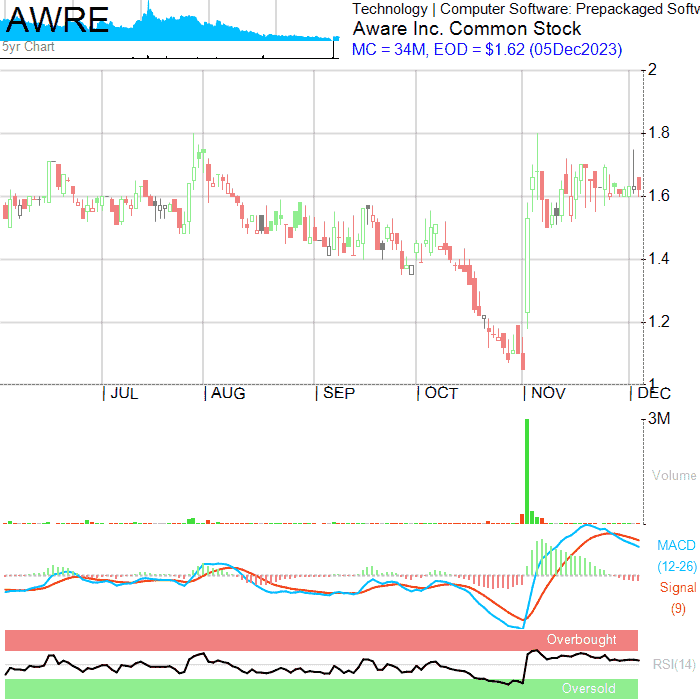 AWRE
5yr Chart
Technology | Computer Software: Prepackaged Softw
Aware Inc. Common Stock
MC = 34M, EOD = $1.62 (05Dec2023)
2
1.8
1.6
1.4
1.2
1
| JUL | AUG | SEP | OCT | NOV | DEC
3M
Volume
MACD
(12-26)
Signal
(9)
Overbought
RSI(14)
Oversold